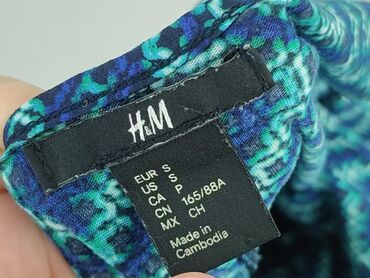 H&M
EUR S
US S
CA P
CN 165/88A
MX CH
Made in
Cambodia